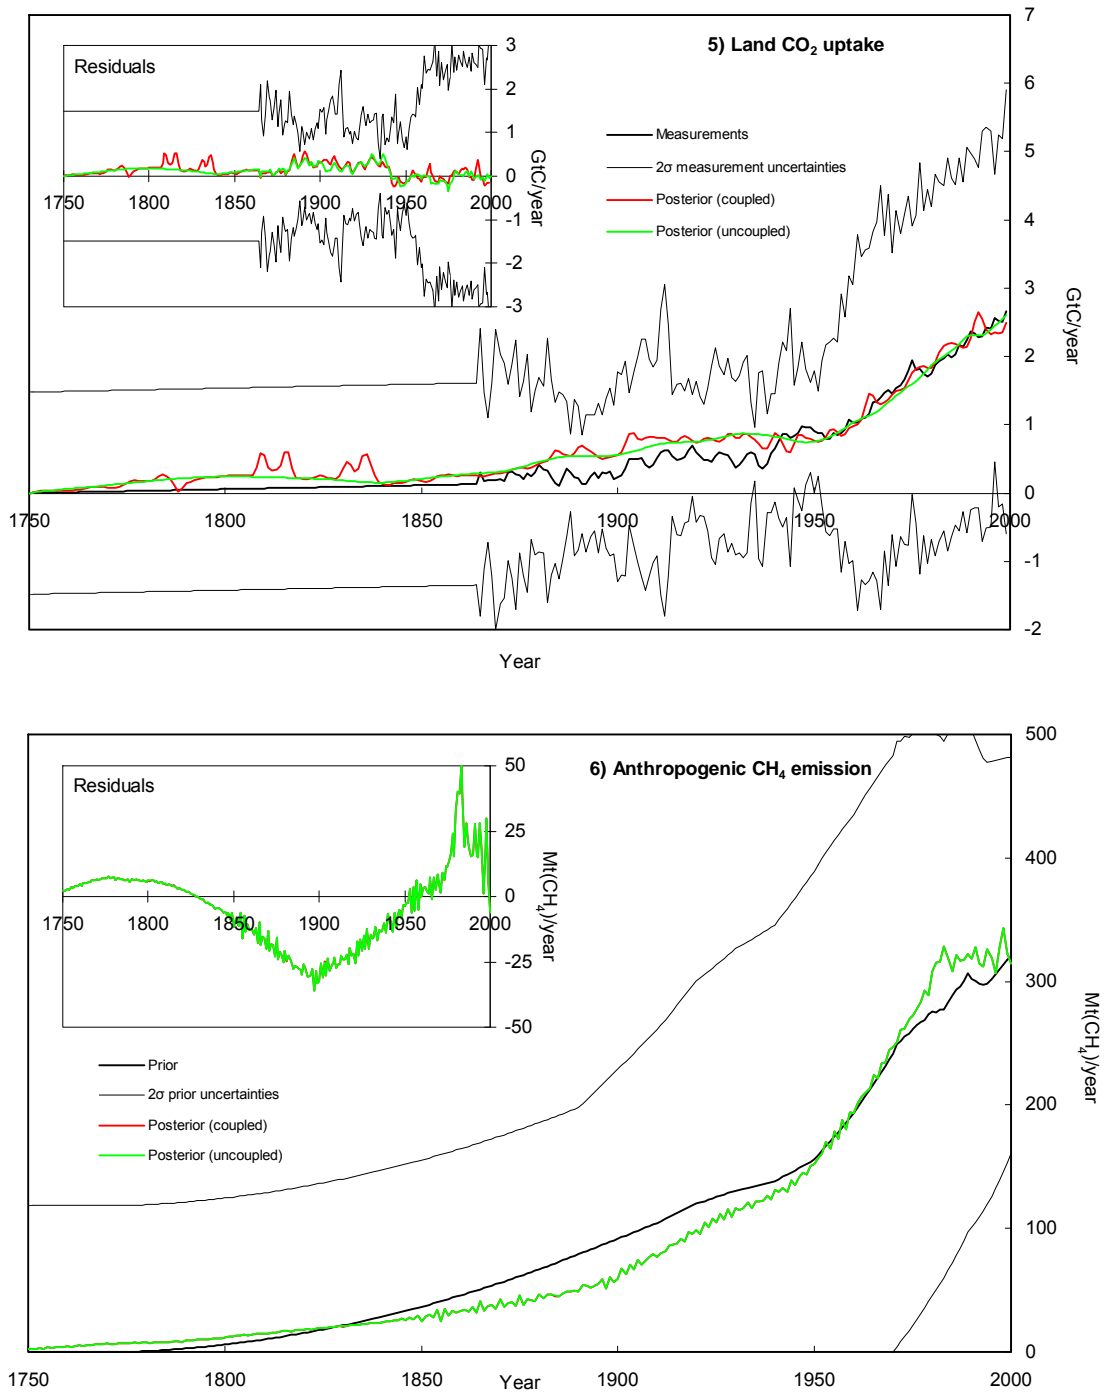 7
5) Land CO₂ uptake
Residuals
3
2
1
0
-1
-2
-3
1750 1800 1850 1900 1950 2000
GtC/year
Measurements
2σ measurement uncertainties
Posterior (coupled)
Posterior (uncoupled)
6
5
4
3
2
1
0
-1
-2
GtC/year
1750 1800 1850 1900 1950 2000
Year
500
6) Anthropogenic CH₄ emission
Residuals
50
25
0
-25
-50
1750 1800 1850 1900 1950 2000
Mt(CH₄)/year
400
300
200
100
0
Mt(CH₄)/year
Prior
2σ prior uncertainties
Posterior (coupled)
Posterior (uncoupled)
1750 1800 1850 1900 1950 2000
Year